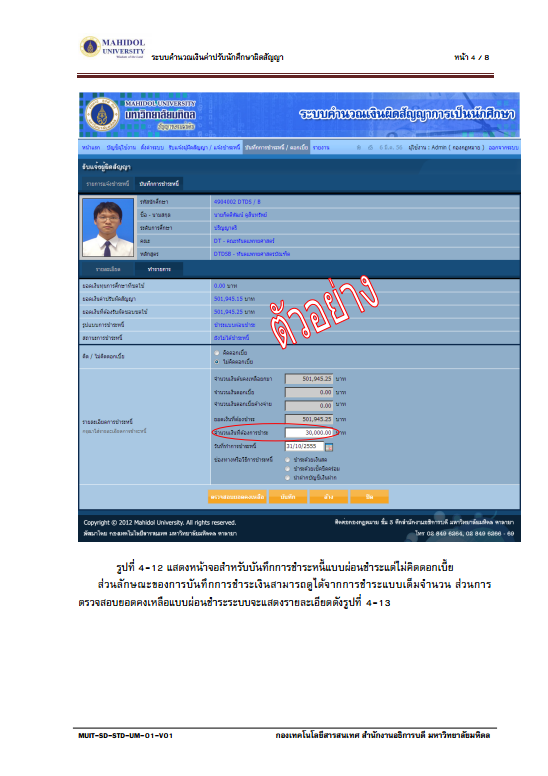 MAHIDOL
UNIVERSITY
ระบบคำนวณเงินค่าปรับนักศึกษาผิดสัญญา
หน้า 4 / 8
MAHIDOL UNIVERSITY
มหาวิทยาลัยมหิดล
ปัญญาของแผ่นดิน
ระบบคำนวณเงินผิดสัญญาการเป็นนักศึกษา
หน้าแรก บัญชีผู้ใช้งาน ตั้งค่าระบบ รับแจ้งผู้ผิดสัญญา / แจ้งชำระหนี้ บันทึกการชำระหนี้ / ดอกเบี้ย รายงาน
ผู้ใช้งาน : Admin ( กองกฎหมาย ) ออกจากระบบ
รับแจ้งผู้ผิดสัญญา
รายการแจ้งชำระหนี้ บันทึกการชำระหนี้
รหัสนักศึกษา 4904002 DTDS / B
ชื่อ - นามสกุล
ระดับการศึกษา ปริญญาตรี
คณะ DT - คณะทันตแพทยศาสตร์
หลักสูตร DTDSB - ทันตแพทยศาสตรบัณฑิต
รายละเอียด ทำรายการ
ยอดเงินทุนการศึกษาที่ชดใช้ 0.00 บาท
ยอดเงินค่าปรับผิดสัญญา 501,945.15 บาท
ยอดเงินที่ต้องรับผิดชอบชดใช้ 501,945.25 บาท
รูปแบบการชำระหนี้ ชำระแบบผ่อนชำระ
สถานะการชำระหนี้ ยังไม่ได้ชำระหนี้
ตัวอย่าง
คิด / ไม่คิดดอกเบี้ย
คิดดอกเบี้ย
ไม่คิดดอกเบี้ย
รายละเอียดการชำระหนี้
กรุณาใส่รายละเอียดการชำระหนี้
จำนวนเงินต้นคงเหลือยกมา 501,945.25 บาท
จำนวนเงินดอกเบี้ย 0.00 บาท
จำนวนเงินดอกเบี้ยค้างจ่าย 0.00 บาท
ยอดเงินที่ต้องชำระ 501,945.25 บาท
จำนวนเงินที่ต้องการชำระ 30,000.00 บาท
วันที่ทำการชำระหนี้ 31/10/2555
ช่องทางหรือวิธีการชำระหนี้ ชำระด้วยเงินสด
ชำระด้วยเช็คขีดคร่อม
นำฝากบัญชีเงินฝาก
ตรวจสอบยอดคงเหลือ บันทึก ล้าง ปิด
Copyright © 2012 Mahidol University. All rights reserved.
ติดต่อกองกฎหมาย ชั้น 3 ตึกสำนักงานอธิการบดี มหาวิทยาลัยมหิดล ศาลายา
พัฒนาโดย กองเทคโนโลยีสารสนเทศ มหาวิทยาลัยมหิดล ศาลายา
โทร 02 849 6264, 02 849 6266 - 69
รูปที่ 4-12 แสดงหน้าจอสำหรับบันทึกการชำระหนี้แบบผ่อนชำระแต่ไม่คิดดอกเบี้ย
ส่วนลักษณะของการบันทึกการชำระเงินสามารถดูได้จากการชำระแบบเต็มจำนวน ส่วนการ
ตรวจสอบยอดคงเหลือแบบผ่อนชำระระบบจะแสดงรายละเอียดดังรูปที่ 4-13
MUIT-SD-STD-UM-01-V01
กองเทคโนโลยีสารสนเทศ สำนักงานอธิการบดี มหาวิทยาลัยมหิดล